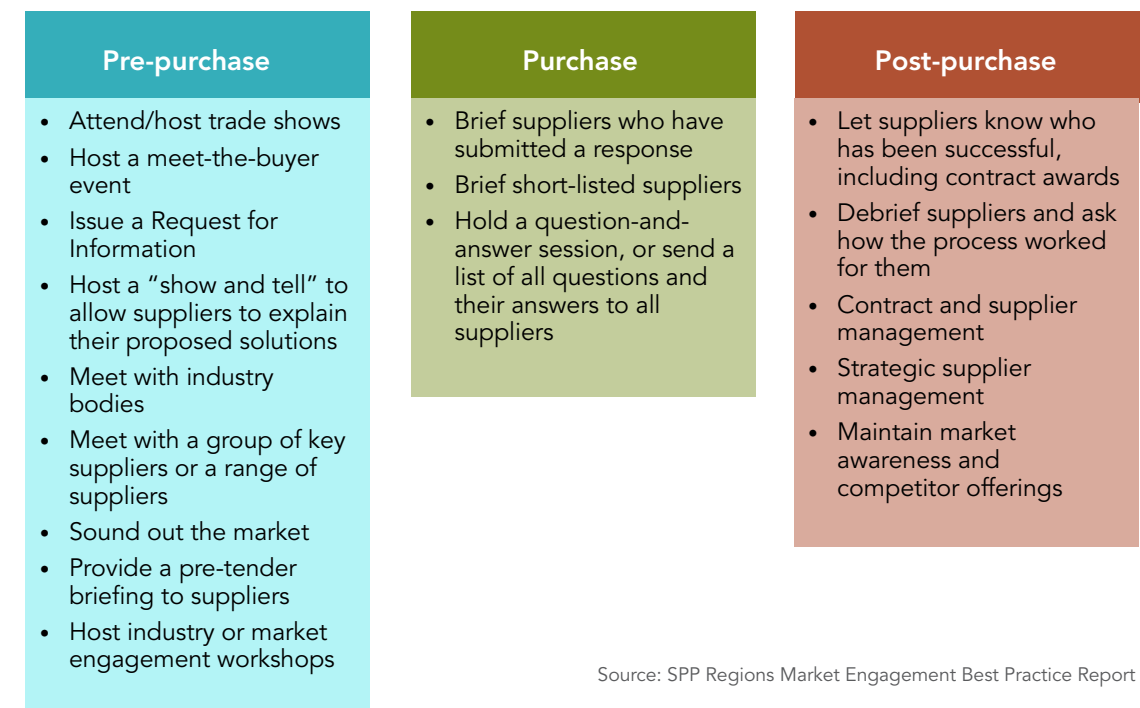 Pre-purchase
• Attend/host trade shows
• Host a meet-the-buyer
event
• Issue a Request for
Information
• Host a “show and tell” to
allow suppliers to explain
their proposed solutions
• Meet with industry
bodies
• Meet with a group of key
suppliers or a range of
suppliers
• Sound out the market
• Provide a pre-tender
briefing to suppliers
• Host industry or market
engagement workshops
Purchase
• Brief suppliers who have
submitted a response
• Brief short-listed suppliers
• Hold a question-and-
answer session, or send a
list of all questions and
their answers to all
suppliers
Post-purchase
• Let suppliers know who
has been successful,
including contract awards
• Debrief suppliers and ask
how the process worked
for them
• Contract and supplier
management
• Strategic supplier
management
• Maintain market
awareness and
competitor offerings
Source: SPP Regions Market Engagement Best Practice Report